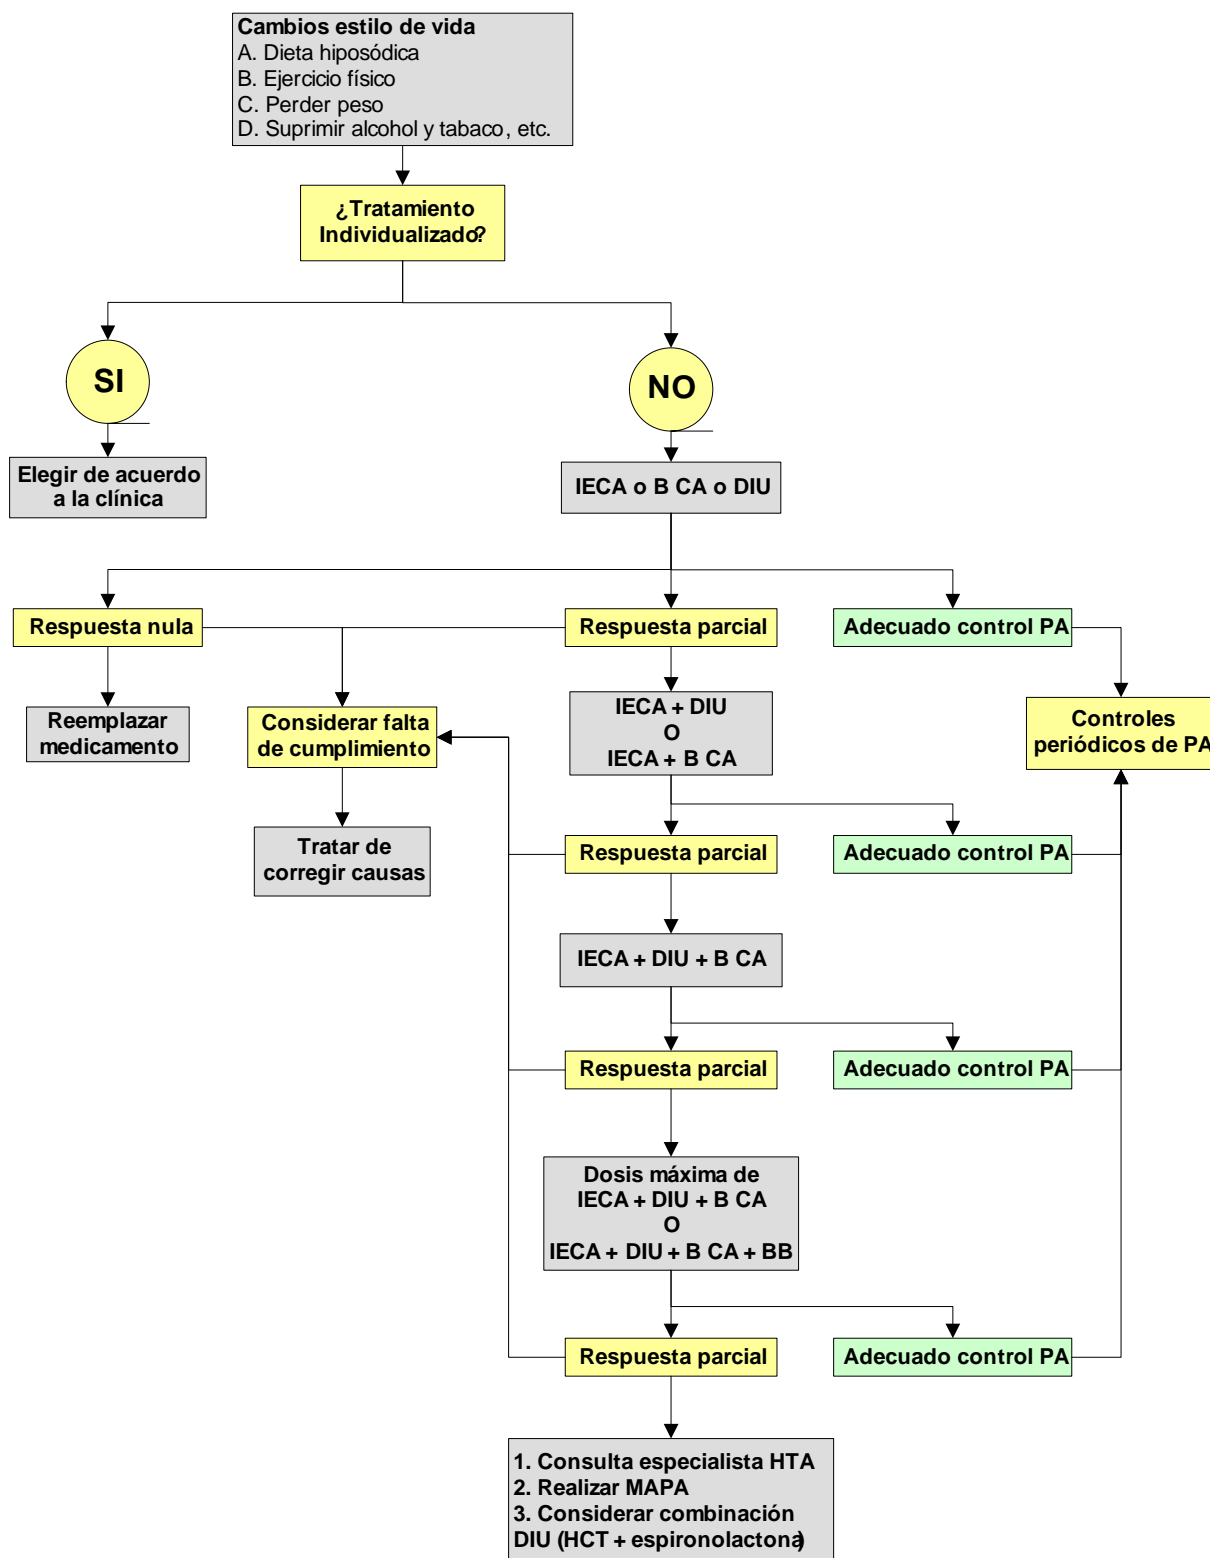 Cambios estilo de vida
A. Dieta hiposódica
B. Ejercicio físico
C. Perder peso
D. Suprimir alcohol y tabaco, etc.
¿Tratamiento
Individualizado?
SI
NO
Elegir de acuerdo
a la clínica
IECA o B CA o DIU
Respuesta nula
Respuesta parcial
Adecuado control PA
Reemplazar
medicamento
Considerar falta
de cumplimiento
IECA + DIU
O
IECA + B CA
Controles
periódicos de PA
Tratar de
corregir causas
Respuesta parcial
Adecuado control PA
IECA + DIU + B CA
Respuesta parcial
Adecuado control PA
Dosis máxima de
IECA + DIU + B CA
O
IECA + DIU + B CA + BB
Respuesta parcial
Adecuado control PA
1. Consulta especialista HTA
2. Realizar MAPA
3. Considerar combinación
DIU (HCT + espironolactona)